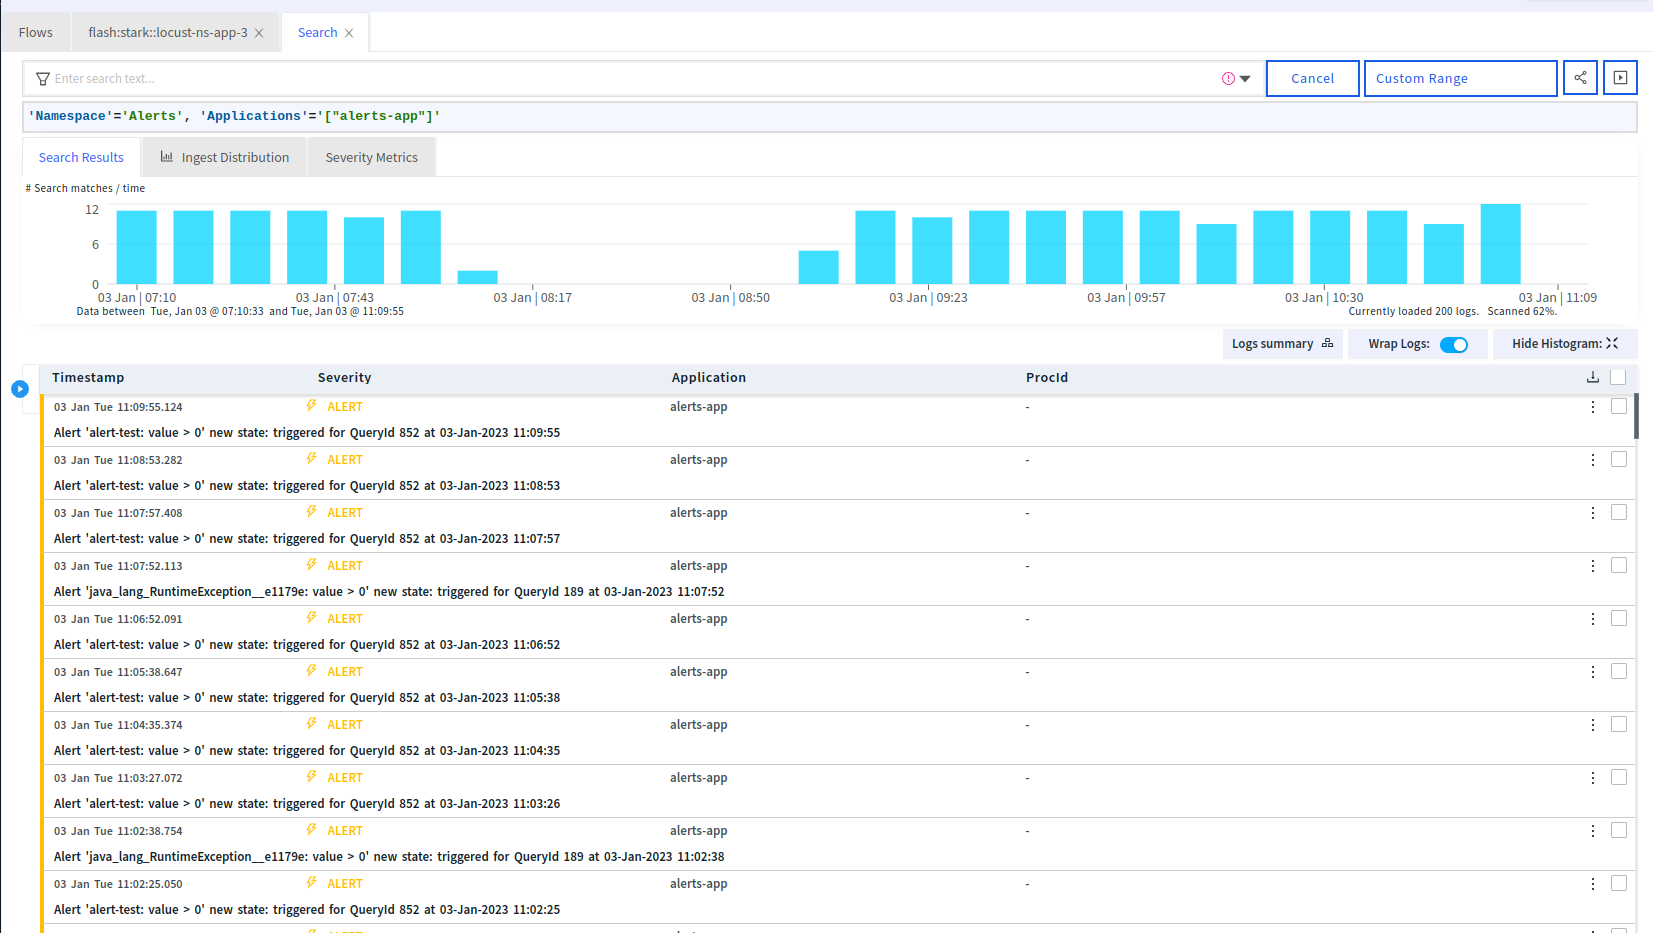 Flows flash:stark::locust-ns-app-3 Search
Enter search text... Cancel Custom Range
'Namespace'='Alerts', 'Applications'='["alerts-app"]'
Search Results Ingest Distribution Severity Metrics
# Search matches / time
12
6
0
03 Jan | 07:10 03 Jan | 07:43 03 Jan | 08:17 03 Jan | 08:50 03 Jan | 09:23 03 Jan | 09:57 03 Jan | 10:30 03 Jan | 11:09
Data between Tue, Jan 03 @ 07:10:33 and Tue, Jan 03 @ 11:09:55 Currently loaded 200 logs. Scanned 62%.
Logs summary Wrap Logs: Hide Histogram:
Timestamp Severity Application ProcId
03 Jan Tue 11:09:55.124 ALERT alerts-app -
Alert 'alert-test: value > 0' new state: triggered for QueryId 852 at 03-Jan-2023 11:09:55
03 Jan Tue 11:08:53.282 ALERT alerts-app -
Alert 'alert-test: value > 0' new state: triggered for QueryId 852 at 03-Jan-2023 11:08:53
03 Jan Tue 11:07:57.408 ALERT alerts-app -
Alert 'alert-test: value > 0' new state: triggered for QueryId 852 at 03-Jan-2023 11:07:57
03 Jan Tue 11:07:52.113 ALERT alerts-app -
Alert 'java_lang_RuntimeException__e1179e: value > 0' new state: triggered for QueryId 189 at 03-Jan-2023 11:07:52
03 Jan Tue 11:06:52.091 ALERT alerts-app -
Alert 'alert-test: value > 0' new state: triggered for QueryId 852 at 03-Jan-2023 11:06:52
03 Jan Tue 11:05:38.647 ALERT alerts-app -
Alert 'alert-test: value > 0' new state: triggered for QueryId 852 at 03-Jan-2023 11:05:38
03 Jan Tue 11:04:35.374 ALERT alerts-app -
Alert 'alert-test: value > 0' new state: triggered for QueryId 852 at 03-Jan-2023 11:04:35
03 Jan Tue 11:03:27.072 ALERT alerts-app -
Alert 'alert-test: value > 0' new state: triggered for QueryId 852 at 03-Jan-2023 11:03:26
03 Jan Tue 11:02:38.754 ALERT alerts-app -
Alert 'java_lang_RuntimeException__e1179e: value > 0' new state: triggered for QueryId 189 at 03-Jan-2023 11:02:38
03 Jan Tue 11:02:25.050 ALERT alerts-app -
Alert 'alert-test: value > 0' new state: triggered for QueryId 852 at 03-Jan-2023 11:02:25